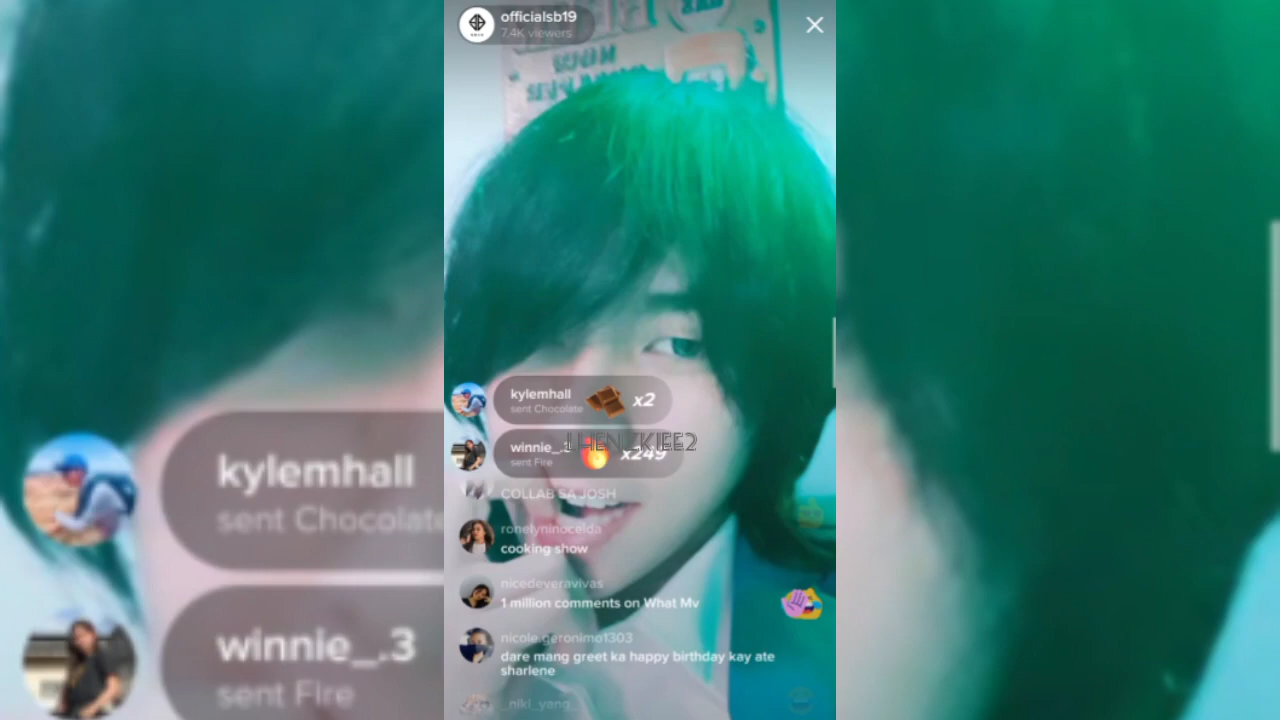 officialsb19
7.4K viewers
kylemhall
sent Chocolate
x2
winnie_.3
sent Fire
x249
LHENZKIEE2
COLLAB SA JOSH
ronelyninocelda
cooking show
nicedeveravivas
1 million comments on What Mv
nicole.geronimo1303
dare mang greet ka happy birthday kay ate
sharlene
_niki_yang_
kylemhall
sent Chocolate
winnie_.3
sent Fire